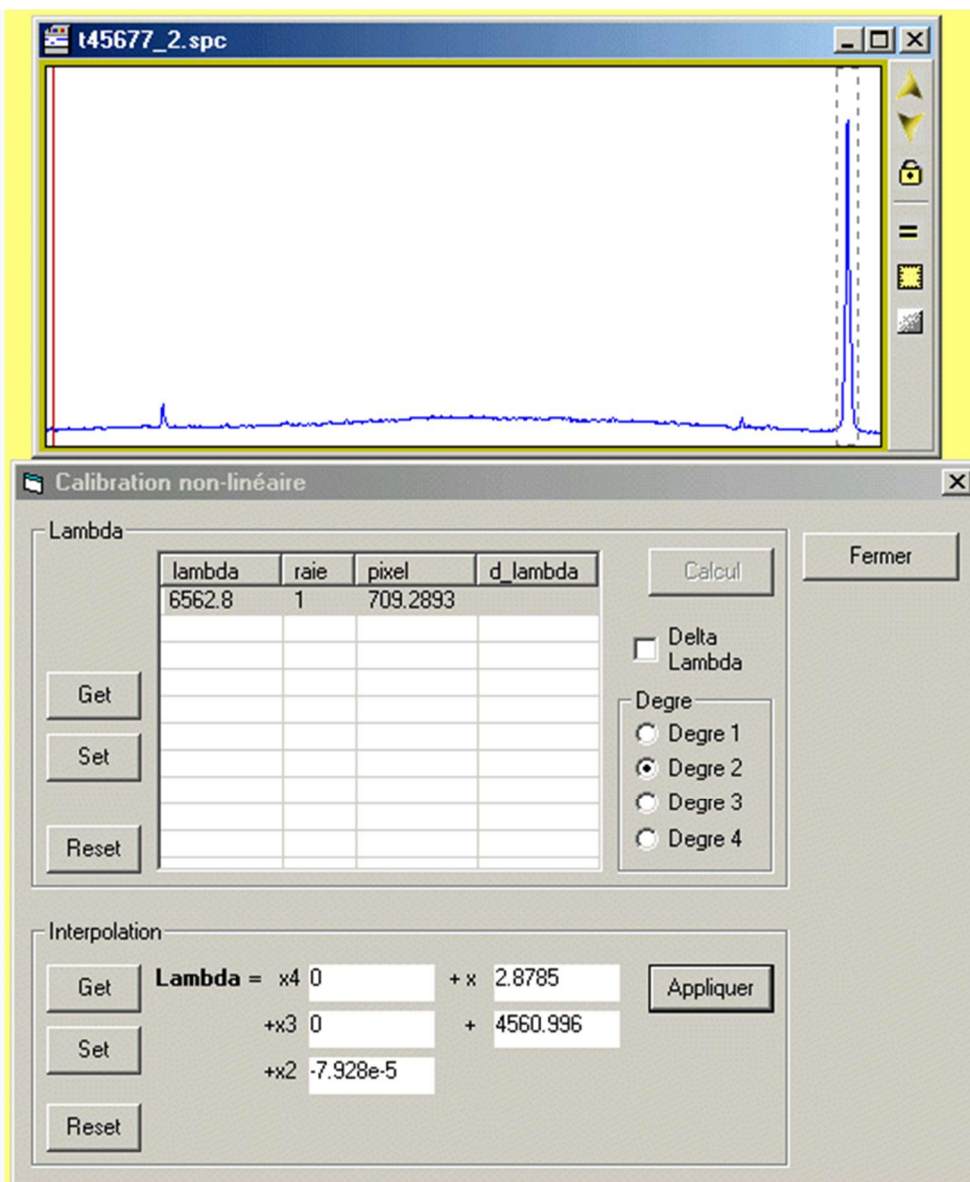 t45677_2.spc
Calibration non-linéaire
Lambda
lambda raie pixel d_lambda
6562.8 1 709.2893
Calcul
Fermer
Delta
Lambda
Get
Set
Reset
Degre
Degre 1
Degre 2
Degre 3
Degre 4
Interpolation
Get
Set
Reset
Lambda = x4 0 + x 2.8785
+x3 0 + 4560.996
+x2 -7.928e-5
Appliquer